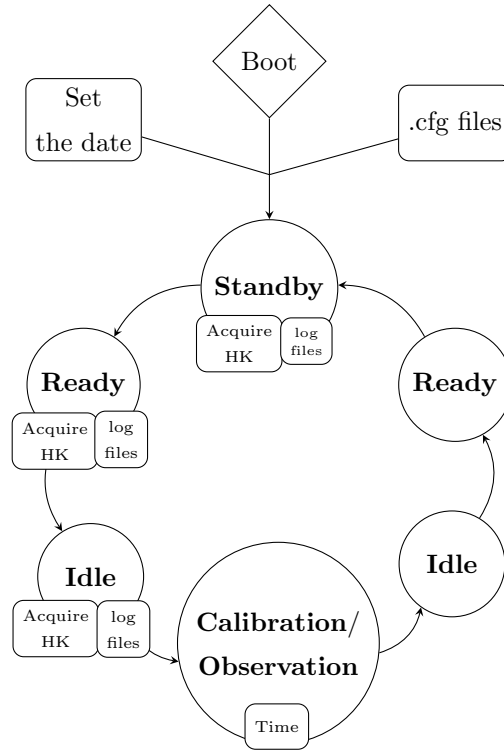 Boot
Set
the date
.cfg files
Standby
Acquire
HK
log
files
Ready
Acquire
HK
log
files
Ready
Idle
Acquire
HK
log
files
Calibration/
Observation
Time
Idle